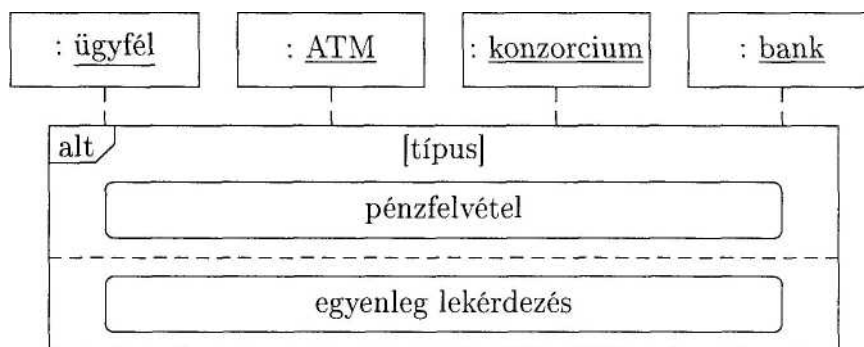 : ügyfél : ATM : konzorcium : bank
alt [típus]
pénzfelvétel
egyenleg lekérdezés